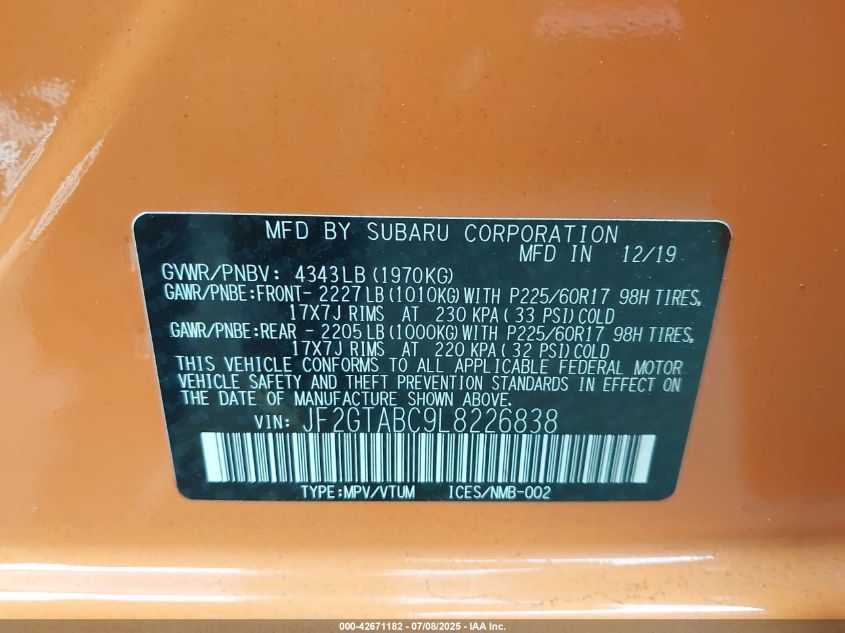 MFD BY SUBARU CORPORATION
MFD IN 12/19
GVWR/PNBV: 4343LB (1970KG)
GAWR/PNBE:FRONT- 2227LB (1010KG) WITH P225/60R17 98H TIRES,
17X7J RIMS AT 230 KPA ( 33 PSI) COLD
GAWR/PNBE:REAR - 2205LB (1000KG) WITH P225/60R17 98H TIRES,
17X7J RIMS AT 220 KPA ( 32 PSI) COLD
THIS VEHICLE CONFORMS TO ALL APPLICABLE FEDERAL MOTOR
VEHICLE SAFETY AND THEFT PREVENTION STANDARDS IN EFFECT ON
THE DATE OF MANUFACTURE SHOWN ABOVE.
VIN: JF2GTABC9L8226838
TYPE:MPV/VTUM ICES/NMB-002
000-42671182 - 07/08/2025 - IAA Inc.